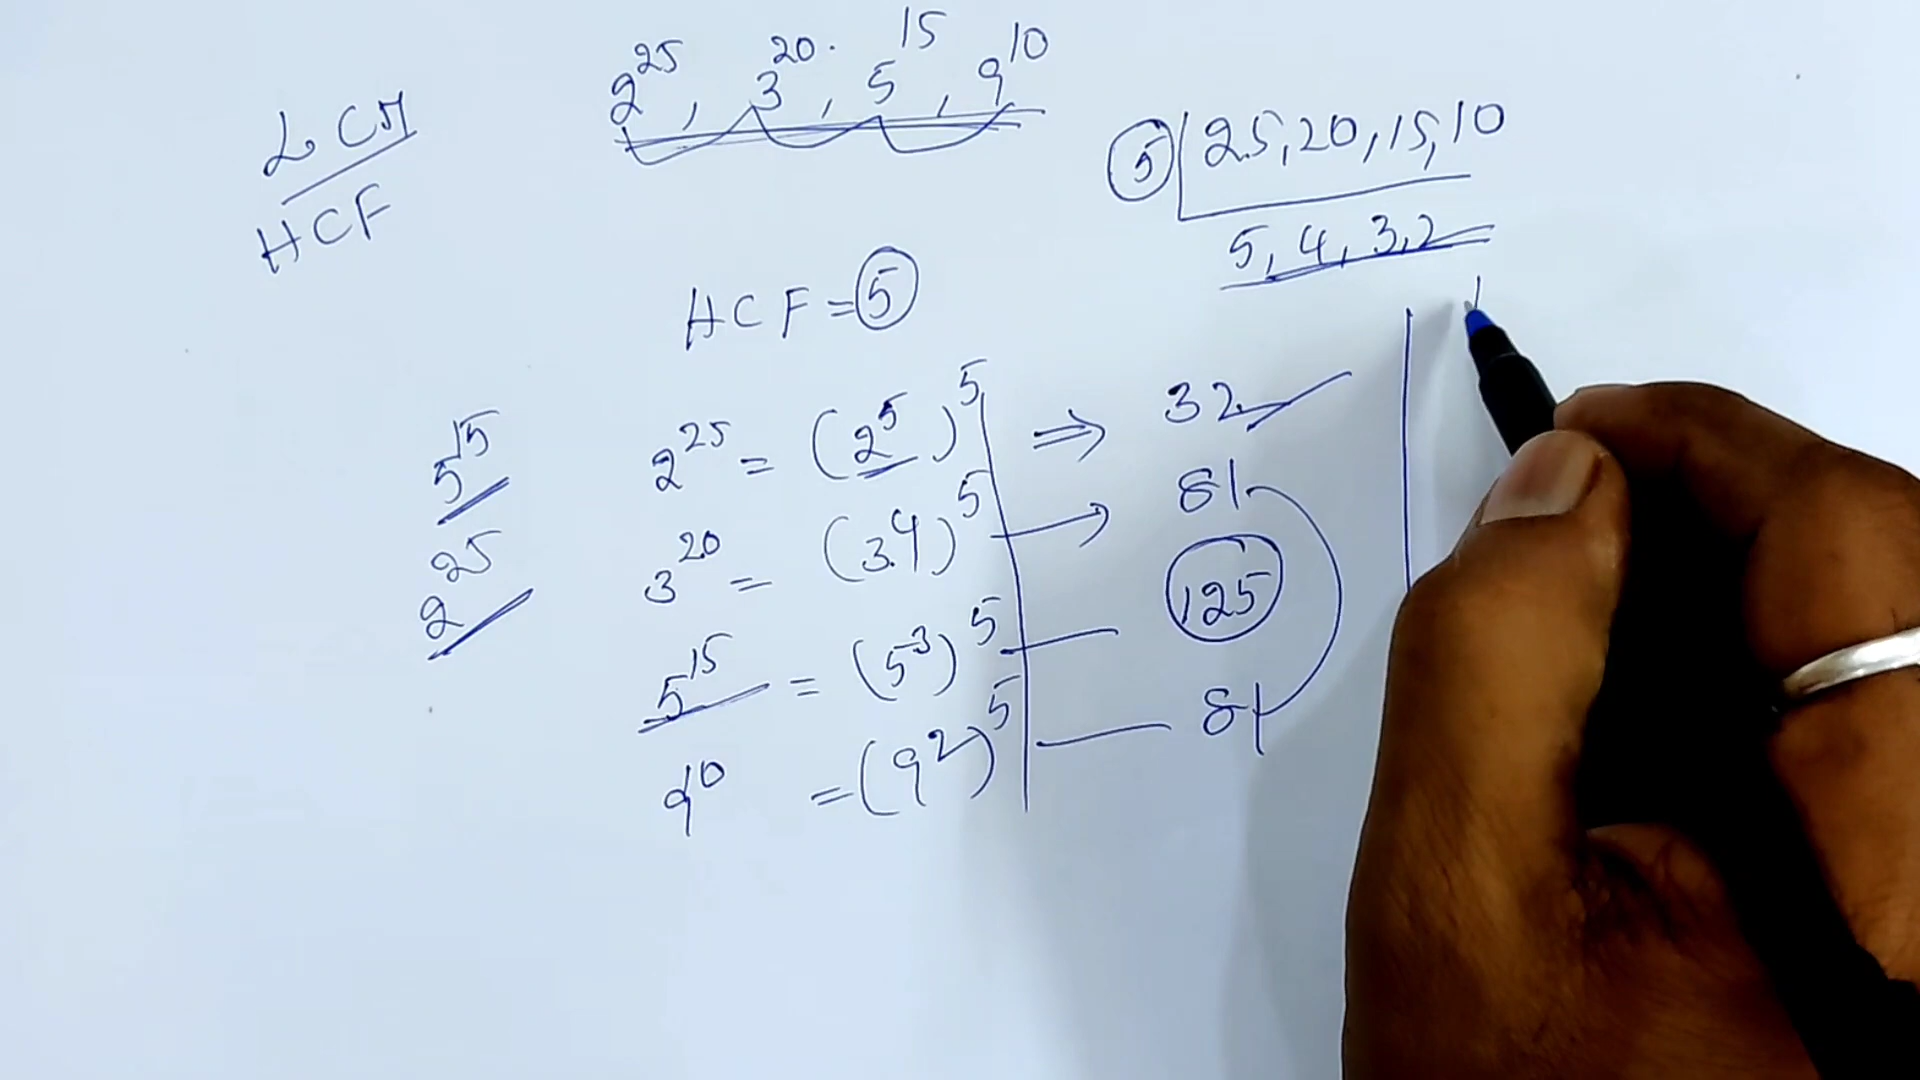 2^25, 3^20, 5^15, 9^10
LCM
HCF
5 | 25, 20, 15, 10
5, 4, 3, 2
HCF = 5
2^25 = (2^5)^5 ⇒ 32
3^20 = (3^4)^5 → 81
5^15 = (5^3)^5 — 125
9^10 = (9^2)^5 — 81
5^15
2^25